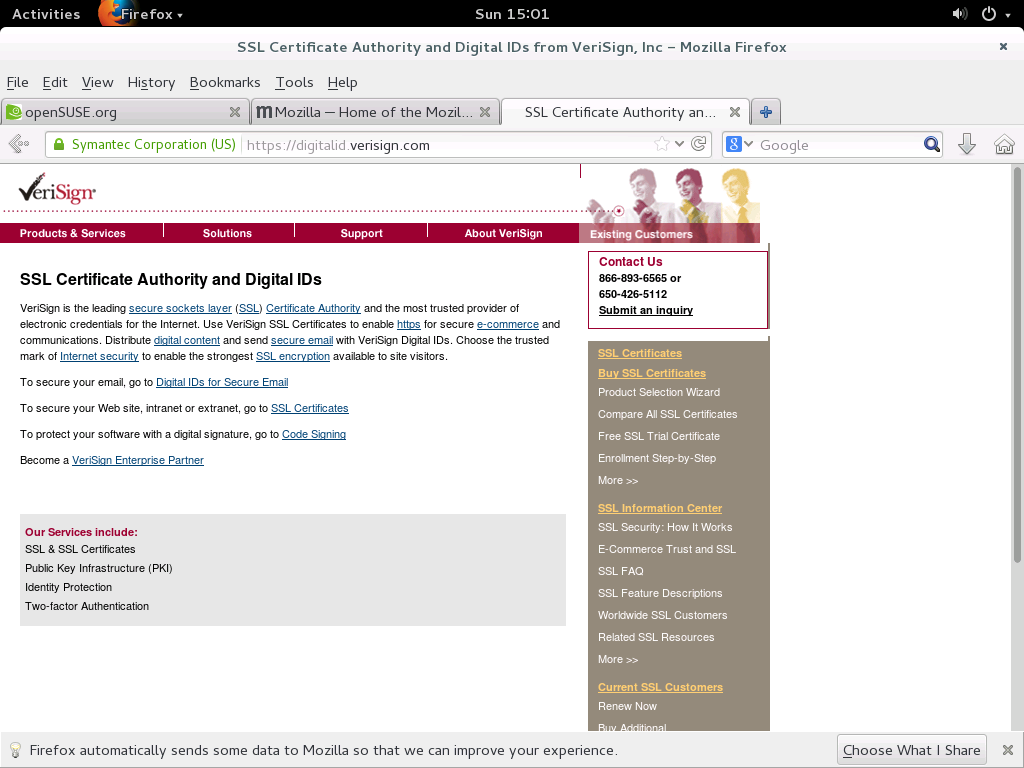 Activities Firefox Sun 15:01
SSL Certificate Authority and Digital IDs from VeriSign, Inc – Mozilla Firefox
File Edit View History Bookmarks Tools Help
openSUSE.org Mozilla — Home of the Mozil... SSL Certificate Authority an...
Symantec Corporation (US) https://digitalid.verisign.com Google
VeriSign
Products & Services Solutions Support About VeriSign Existing Customers
SSL Certificate Authority and Digital IDs
VeriSign is the leading secure sockets layer (SSL) Certificate Authority and the most trusted provider of
electronic credentials for the Internet. Use VeriSign SSL Certificates to enable https for secure e-commerce and
communications. Distribute digital content and send secure email with VeriSign Digital IDs. Choose the trusted
mark of Internet security to enable the strongest SSL encryption available to site visitors.
To secure your email, go to Digital IDs for Secure Email
To secure your Web site, intranet or extranet, go to SSL Certificates
To protect your software with a digital signature, go to Code Signing
Become a VeriSign Enterprise Partner
Our Services include:
SSL & SSL Certificates
Public Key Infrastructure (PKI)
Identity Protection
Two-factor Authentication
Contact Us
866-893-6565 or
650-426-5112
Submit an inquiry
SSL Certificates
Buy SSL Certificates
Product Selection Wizard
Compare All SSL Certificates
Free SSL Trial Certificate
Enrollment Step-by-Step
More >>
SSL Information Center
SSL Security: How It Works
E-Commerce Trust and SSL
SSL FAQ
SSL Feature Descriptions
Worldwide SSL Customers
Related SSL Resources
More >>
Current SSL Customers
Renew Now
Buy Additional
Firefox automatically sends some data to Mozilla so that we can improve your experience. Choose What I Share